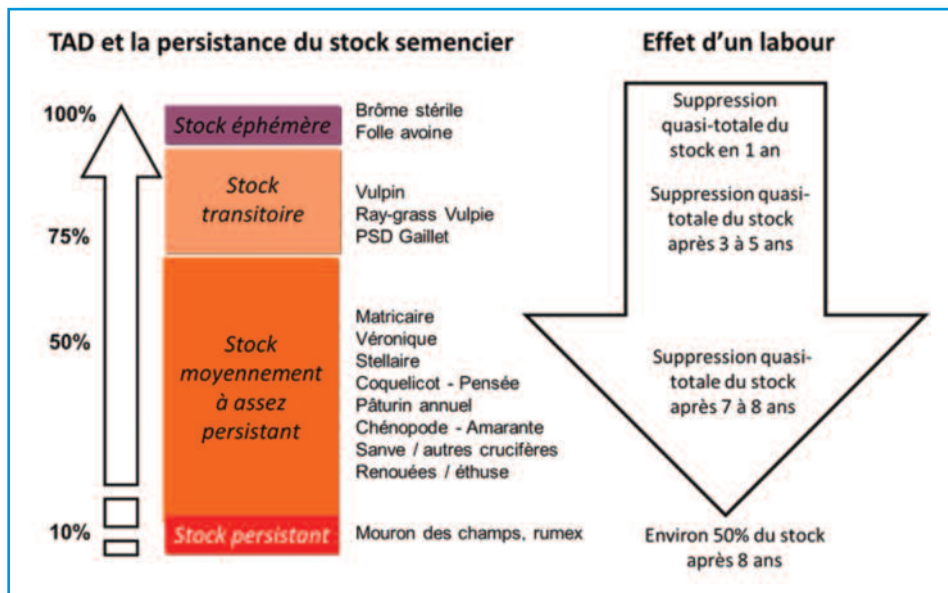 TAD et la persistance du stock semencier
Effet d'un labour
100%
Stock éphémère
Brôme stérile
Folle avoine
Suppression
quasi-totale du
stock en 1 an
75%
Stock
transitoire
Vulpin
Ray-grass Vulpie
PSD Gaillet
Suppression quasi-
totale du stock
après 3 à 5 ans
50%
Stock
moyennement
à assez
persistant
Matricaire
Véronique
Stellaire
Coquelicot - Pensée
Pâturin annuel
Chénopode - Amarante
Sanve / autres crucifères
Renouées / éthuse
Suppression quasi-
totale du stock
après 7 à 8 ans
10%
Stock persistant
Mouron des champs, rumex
Environ 50% du stock
après 8 ans